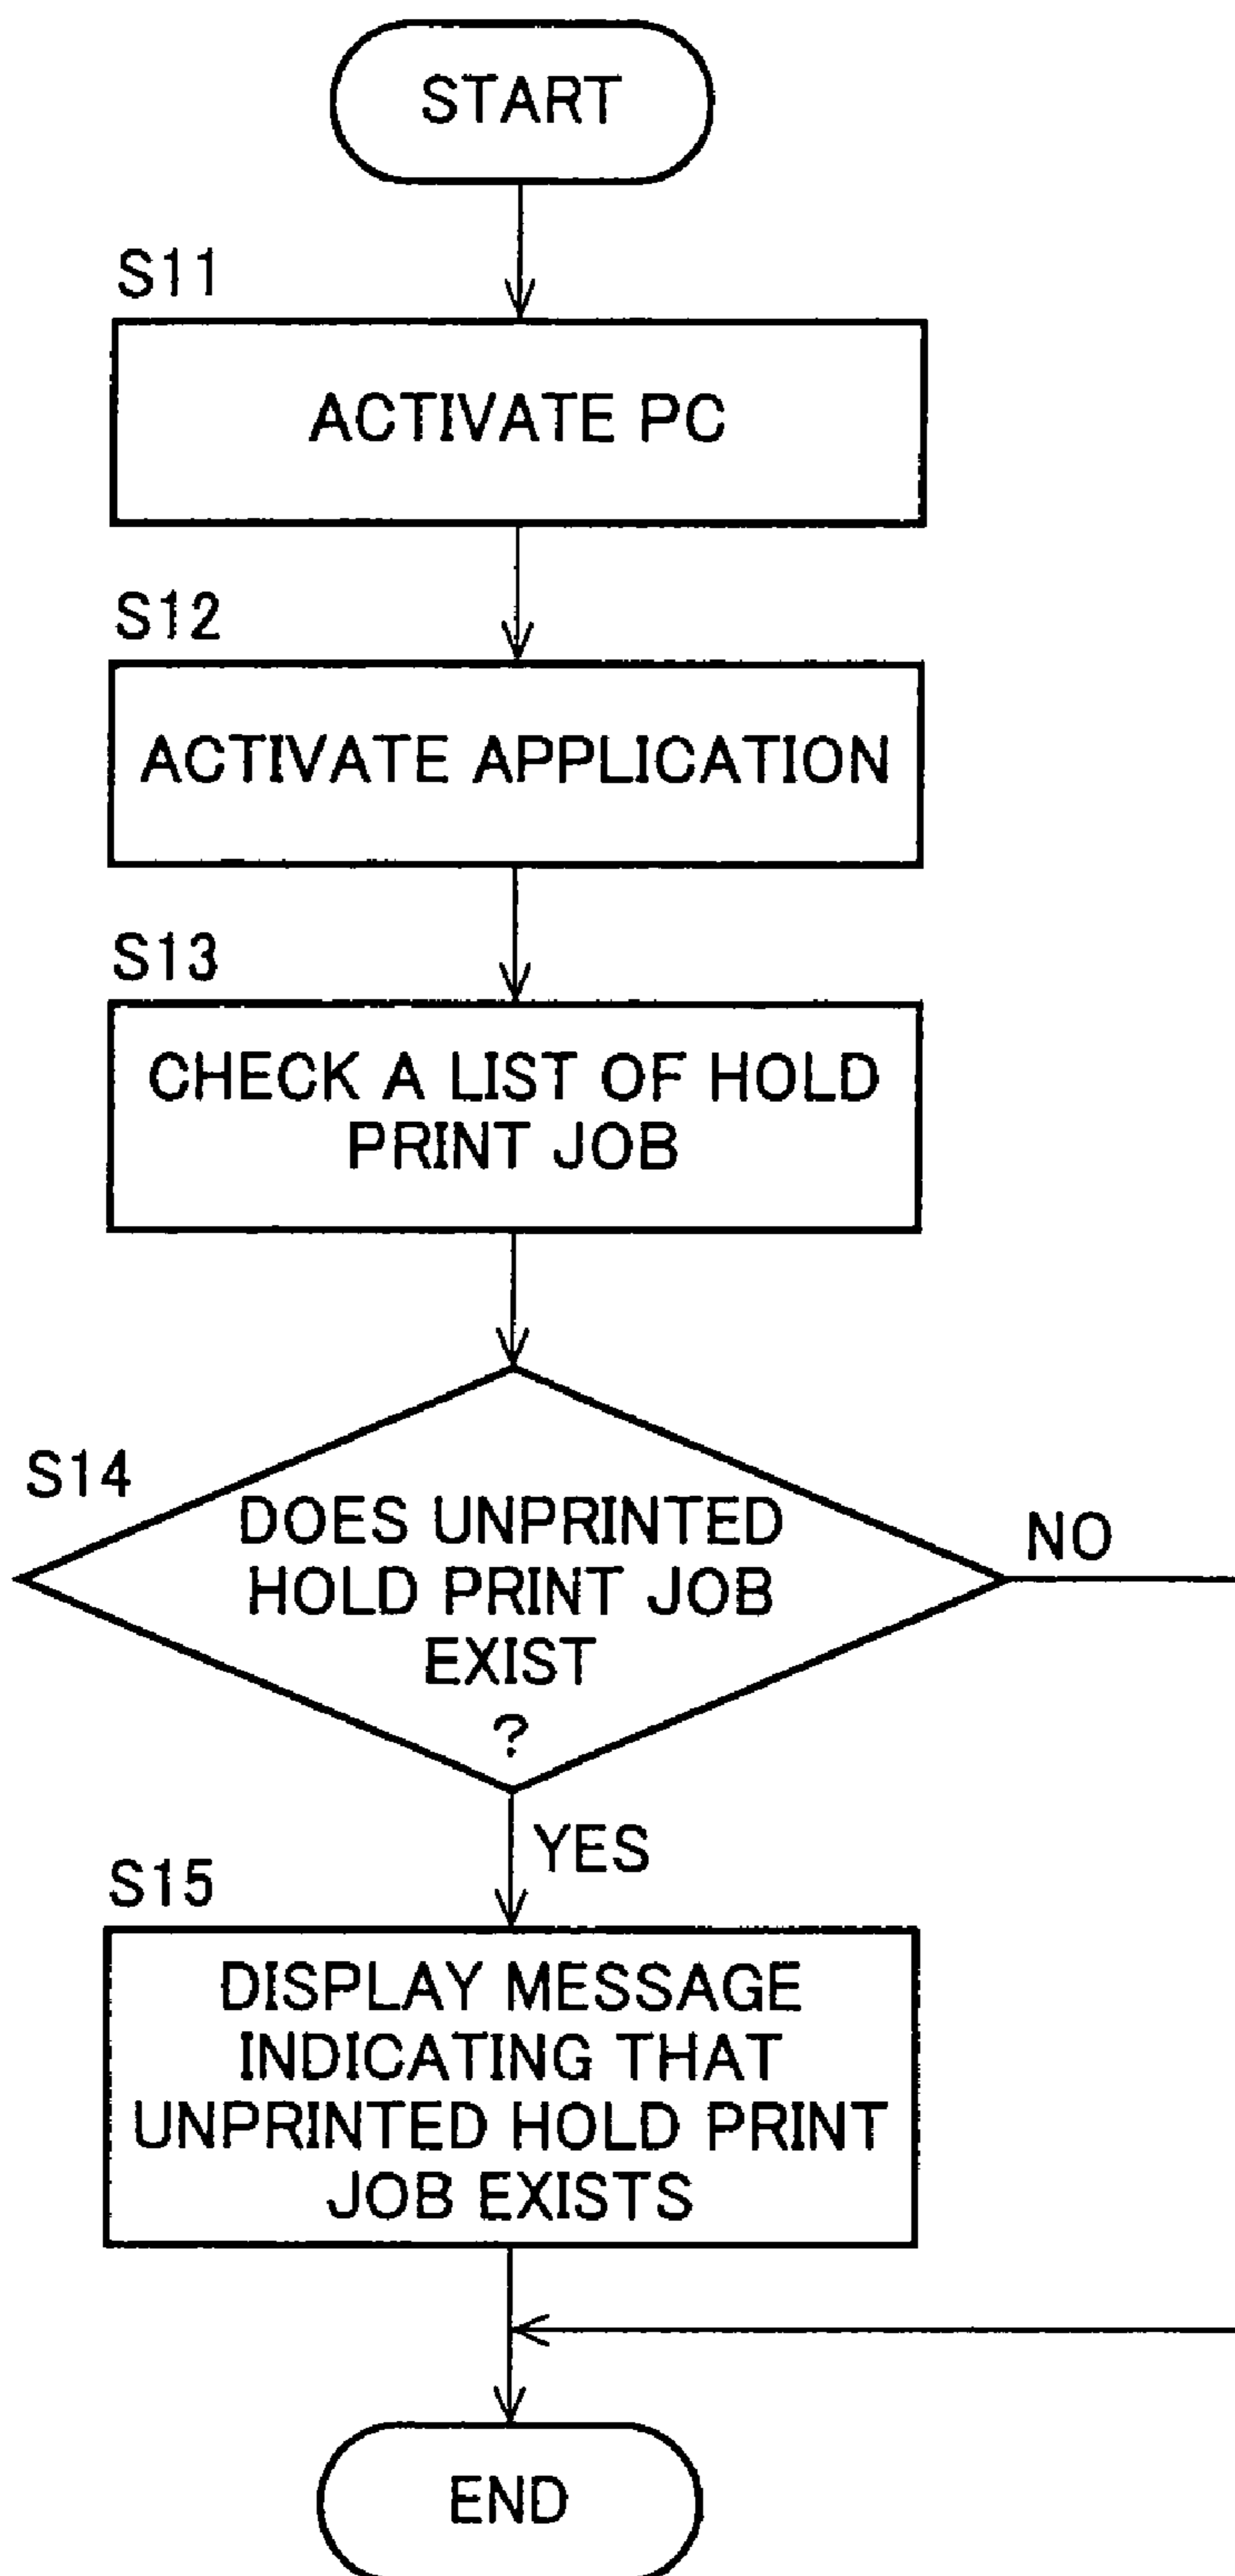 START
S11
ACTIVATE PC
S12
ACTIVATE APPLICATION
S13
CHECK A LIST OF HOLD
PRINT JOB
S14
DOES UNPRINTED
HOLD PRINT JOB
EXIST
?
NO
YES
S15
DISPLAY MESSAGE
INDICATING THAT
UNPRINTED HOLD PRINT
JOB EXISTS
END